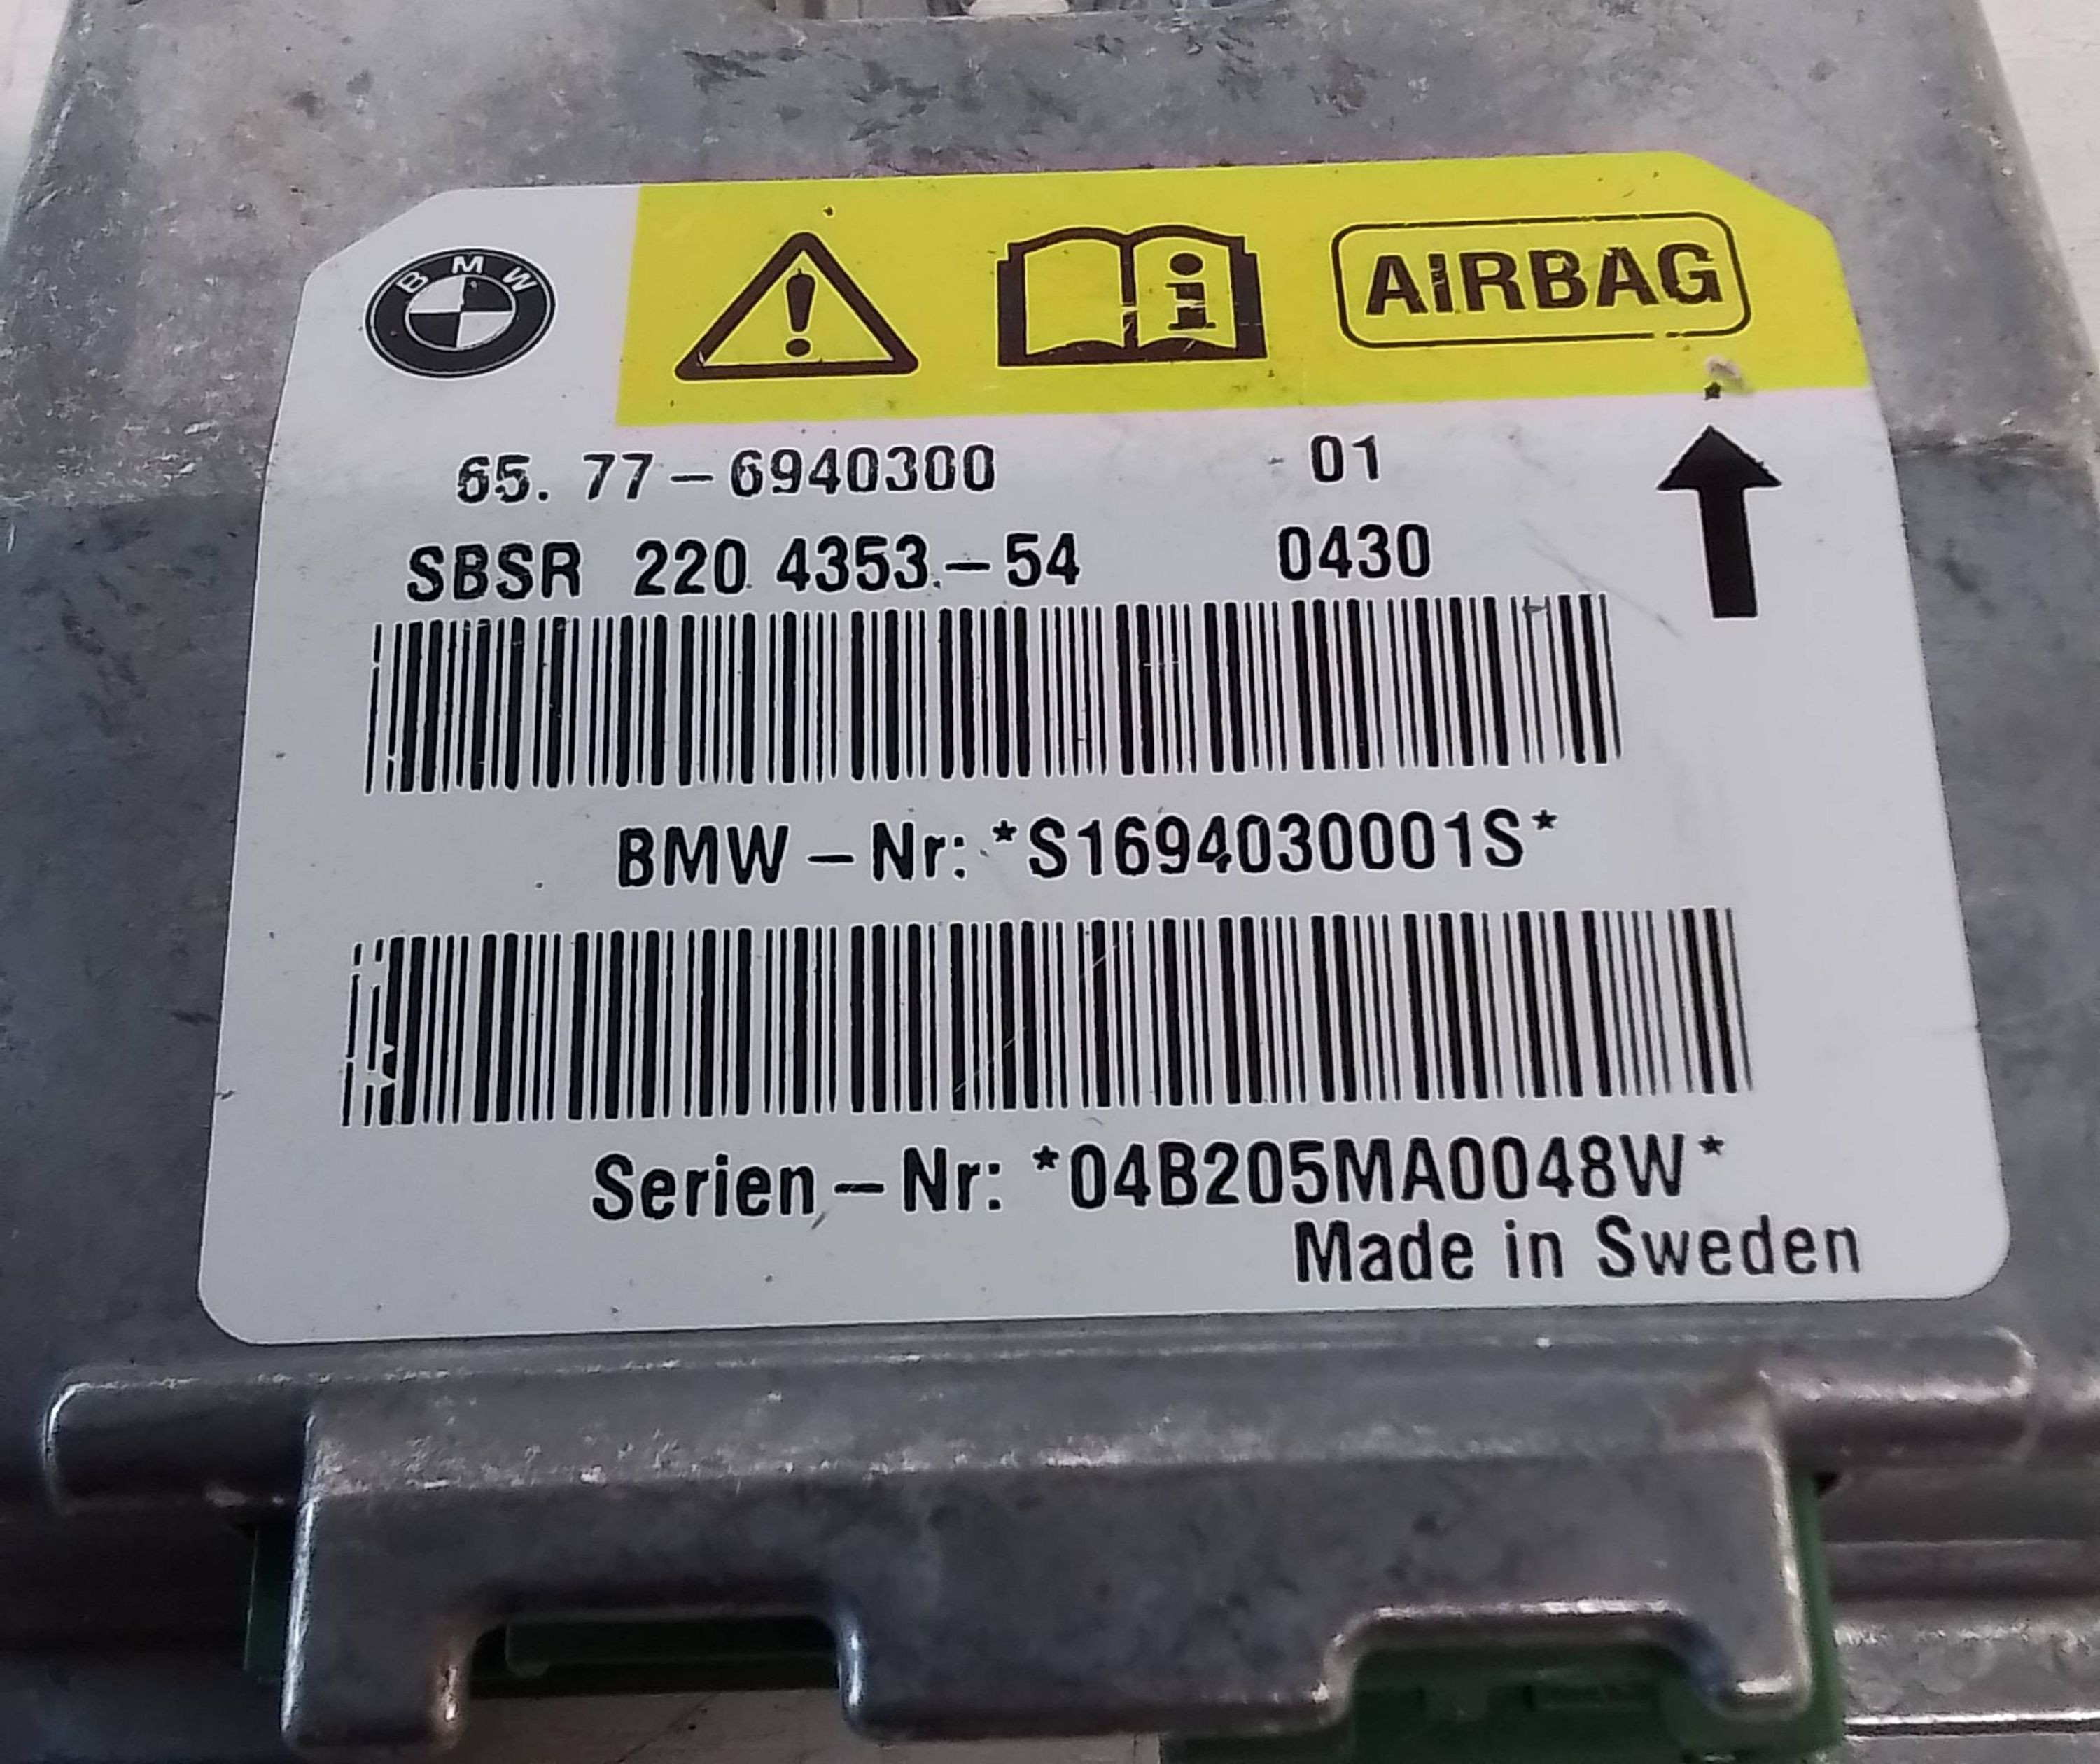 BMW
AIRBAG
65. 77-6940300 01
SBSR 220 4353-54 0430
BMW-Nr: *S1694030001S*
Serien-Nr: *04B205MA0048W*
Made in Sweden